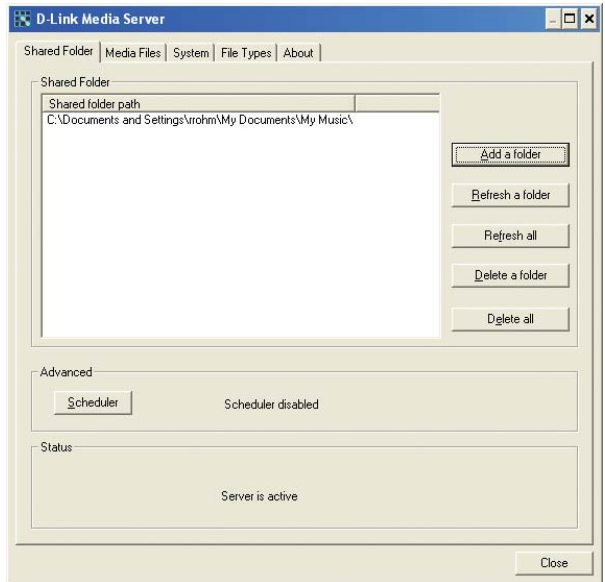 D-Link Media Server
Shared Folder Media Files System File Types About
Shared Folder
Shared folder path
C:\Documents and Settings\rrohm\My Documents\My Music\
Add a folder
Refresh a folder
Refresh all
Delete a folder
Delete all
Advanced
Scheduler Scheduler disabled
Status
Server is active
Close